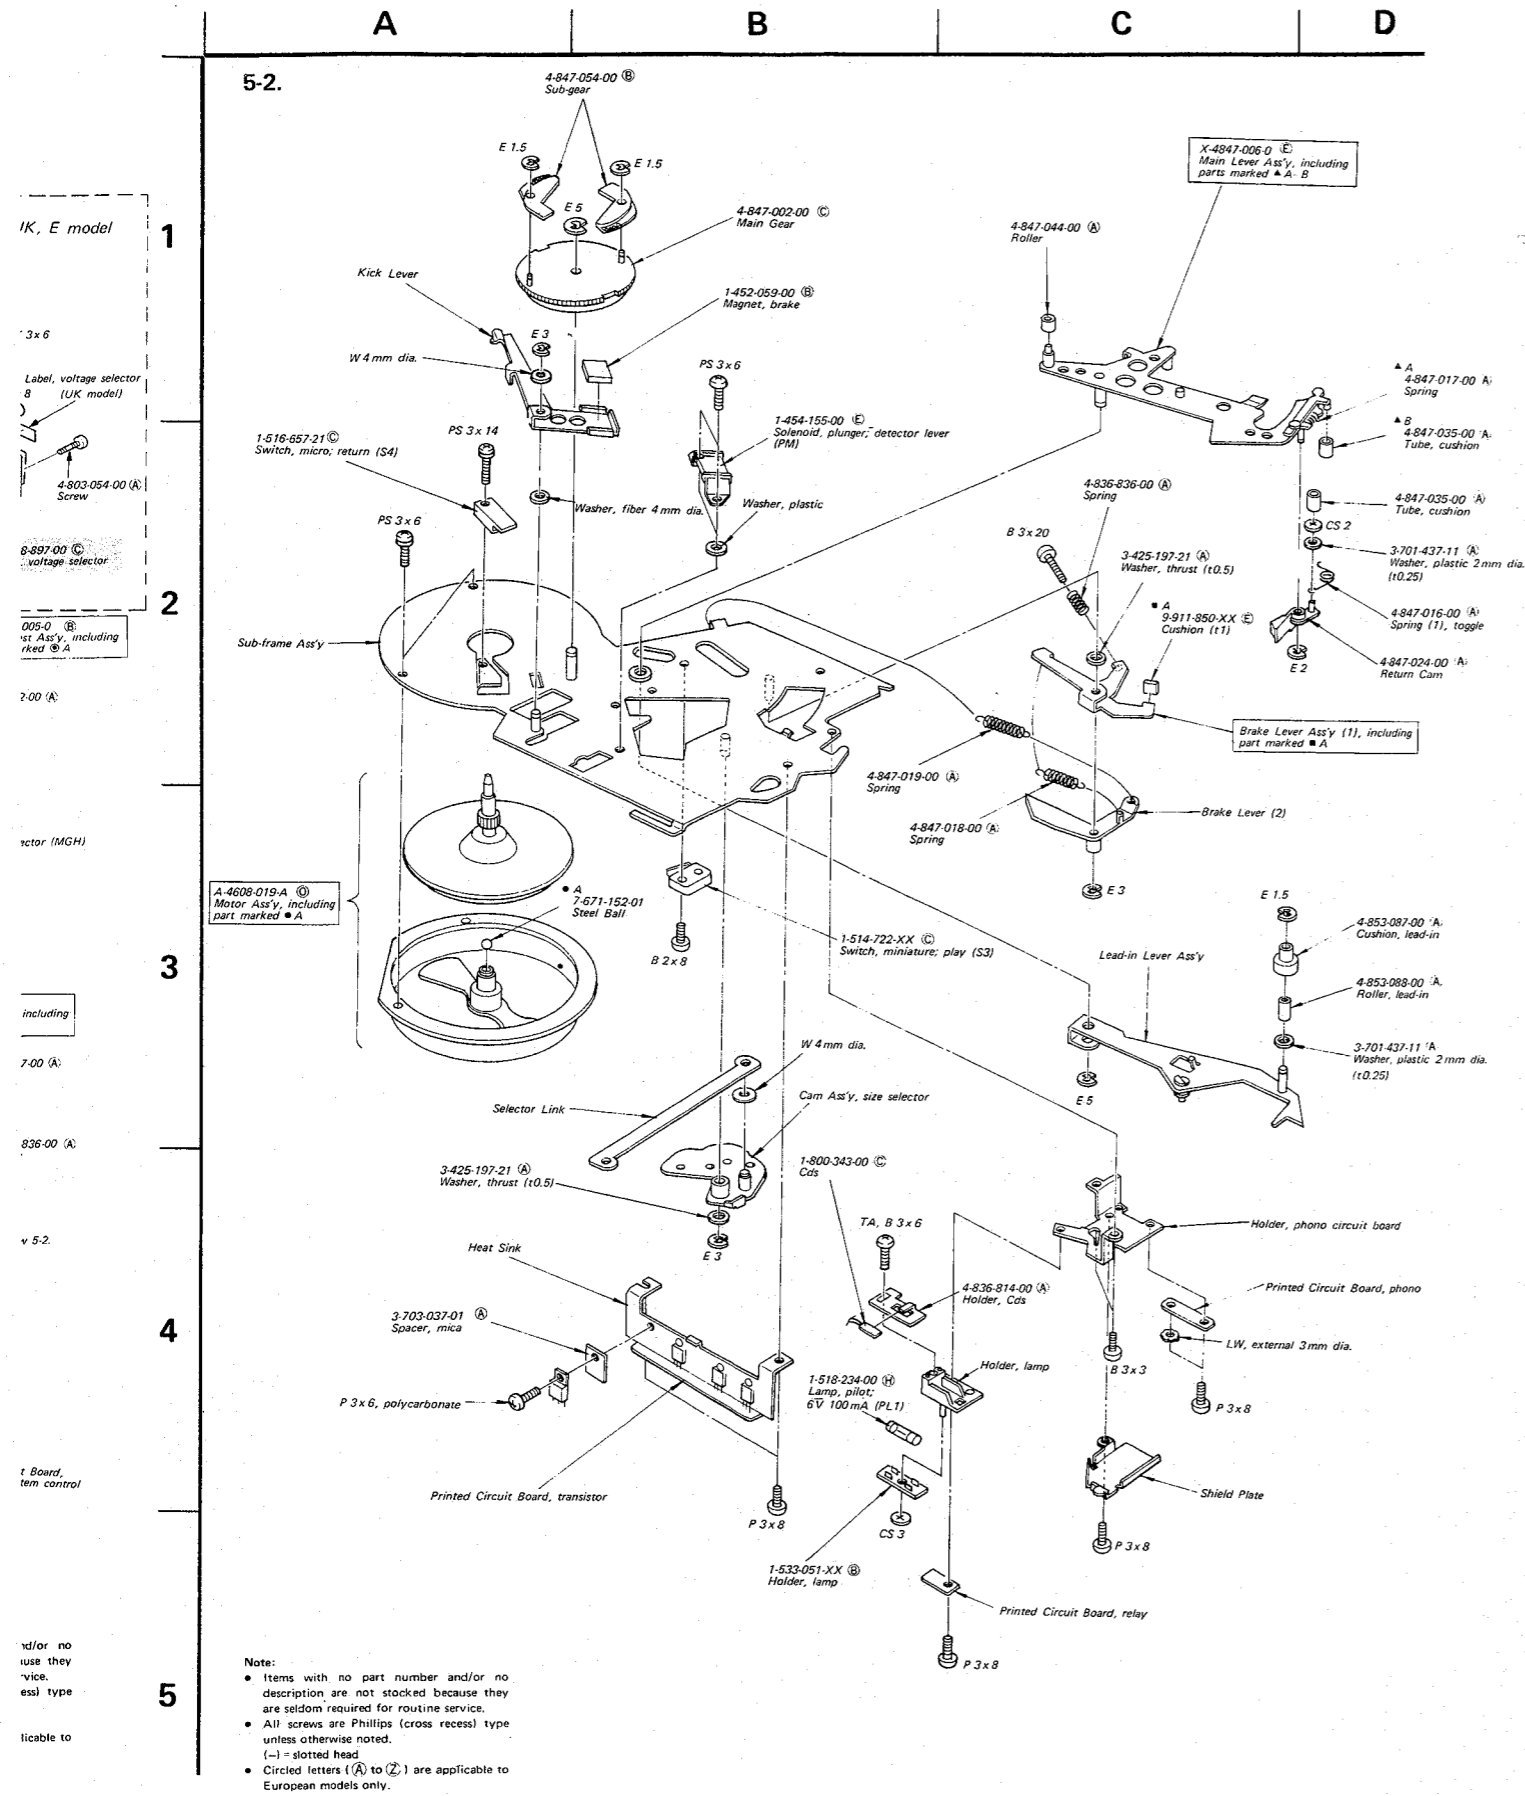 A
B
C
D
1
2
3
4
5
5-2.
4-847-054-00 Ⓑ
Sub-gear
E 1.5
E 1.5
E 5
4-847-002-00 Ⓒ
Main Gear
Kick Lever
1-452-059-00 Ⓑ
Magnet, brake
E 3
W 4 mm dia.
PS 3 x 6
X-4847-006-0 Ⓔ
Main Lever Ass'y, including
parts marked ▲ A - B
4-847-044-00 Ⓐ
Roller
▲ A
4-847-017-00 Ⓐ
Spring
▲ B
4-847-035-00 Ⓐ
Tube, cushion
1-516-657-21 Ⓒ
Switch, micro; return (S4)
PS 3 x 14
1-454-155-00 Ⓔ
Solenoid, plunger; detector lever
(PM)
PS 3 x 6
Washer, fiber 4 mm dia.
Washer, plastic
4-836-836-00 Ⓐ
Spring
B 3 x 20
3-425-197-21 Ⓐ
Washer, thrust (t0.5)
■ A
9-911-850-XX Ⓔ
Cushion (t1)
4-847-035-00 Ⓐ
Tube, cushion
CS 2
3-701-437-11 Ⓐ
Washer, plastic 2 mm dia.
(t0.25)
4-847-016-00 Ⓐ
Spring (1), toggle
4-847-024-00 Ⓐ
Return Cam
E 2
Sub-frame Ass'y
Brake Lever Ass'y (1), including
part marked ■ A
4-847-019-00 Ⓐ
Spring
4-847-018-00 Ⓐ
Spring
Brake Lever (2)
E 3
A-4608-019-A Ⓞ
Motor Ass'y, including
part marked ● A
● A
7-671-152-01
Steel Ball
B 2 x 8
1-514-722-XX Ⓒ
Switch, miniature; play (S3)
E 1.5
4-853-087-00 Ⓐ
Cushion, lead-in
Lead-in Lever Ass'y
4-853-088-00 Ⓐ
Roller, lead-in
3-701-437-11 Ⓐ
Washer, plastic 2 mm dia.
(t0.25)
E 5
W 4 mm dia.
Selector Link
Cam Ass'y, size selector
3-425-197-21 Ⓐ
Washer, thrust (t0.5)
E 3
1-800-343-00 Ⓒ
Cds
TA, B 3 x 6
4-836-814-00 Ⓐ
Holder, Cds
Holder, phono circuit board
Printed Circuit Board, phono
LW, external 3 mm dia.
B 3 x 3
P 3 x 8
Heat Sink
3-703-037-01 Ⓐ
Spacer, mica
P 3 x 6, polycarbonate
Printed Circuit Board, transistor
P 3 x 8
Holder, lamp
1-518-234-00 Ⓗ
Lamp, pilot;
6V 100 mA (PL1)
CS 3
1-533-051-XX Ⓑ
Holder, lamp
Shield Plate
P 3 x 8
Printed Circuit Board, relay
P 3 x 8
Note:
● Items with no part number and/or no
description are not stocked because they
are seldom required for routine service.
● All screws are Phillips (cross recess) type
unless otherwise noted.
(−) = slotted head
● Circled letters (Ⓐ to Ⓩ) are applicable to
European models only.
UK, E model
3 x 6
Label, voltage selector
8 (UK model)
4-803-054-00 Ⓐ
Screw
8-897-00 Ⓒ
voltage selector
005-0 Ⓑ
st Ass'y, including
rked ◉ A
2-00 Ⓐ
ector (MGH)
including
7-00 Ⓐ
836-00 Ⓐ
v 5-2.
t Board,
tem control
nd/or no
use they
vice.
ess) type
licable to